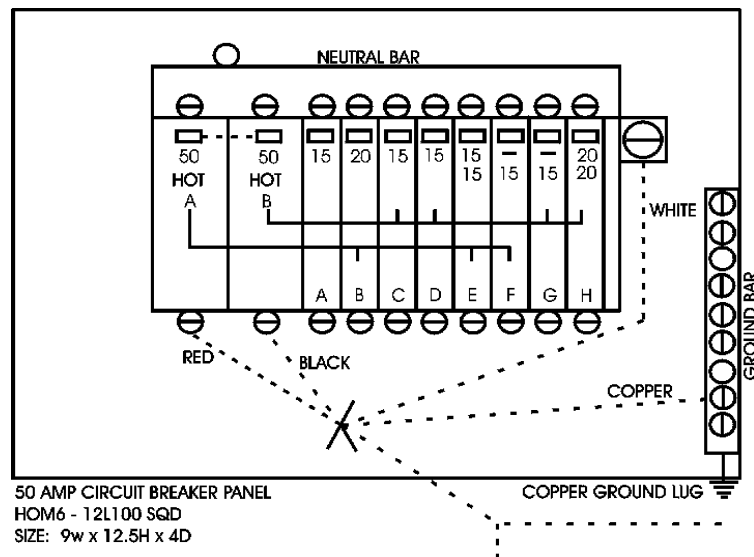 NEUTRAL BAR
50 50 15 20 15 15 15 – – 20
15 15 15 20
HOT HOT
A B
WHITE
A B C D E F G H
GROUND BAR
RED
BLACK
COPPER
50 AMP CIRCUIT BREAKER PANEL
COPPER GROUND LUG
HOM6 - 12L100 SQD
SIZE: 9w x 12.5H x 4D